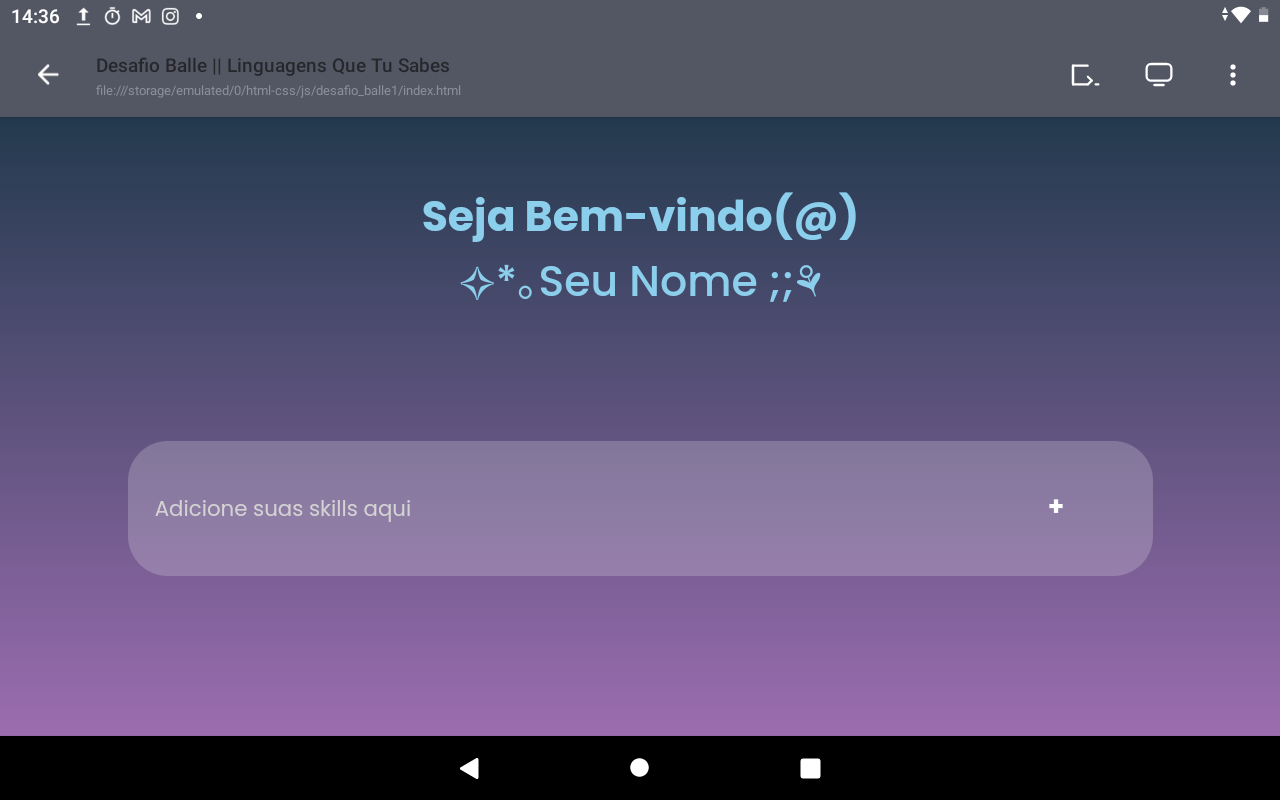 14:36
Desafio Balle || Linguagens Que Tu Sabes
file:///storage/emulated/0/html-css/js/desafio_balle1/index.html
Seja Bem-vindo(@)
✧*｡Seu Nome ;;⚘
Adicione suas skills aqui
+